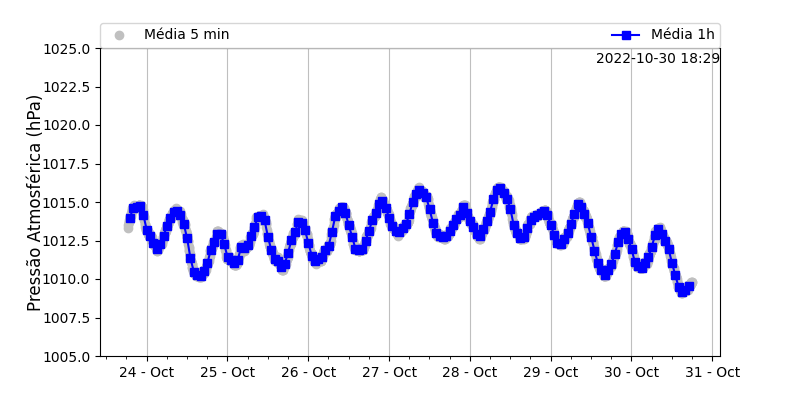 Média 5 min
Média 1h
2022-10-30 18:29
Pressão Atmosférica (hPa)
1025.0
1022.5
1020.0
1017.5
1015.0
1012.5
1010.0
1007.5
1005.0
24 - Oct
25 - Oct
26 - Oct
27 - Oct
28 - Oct
29 - Oct
30 - Oct
31 - Oct